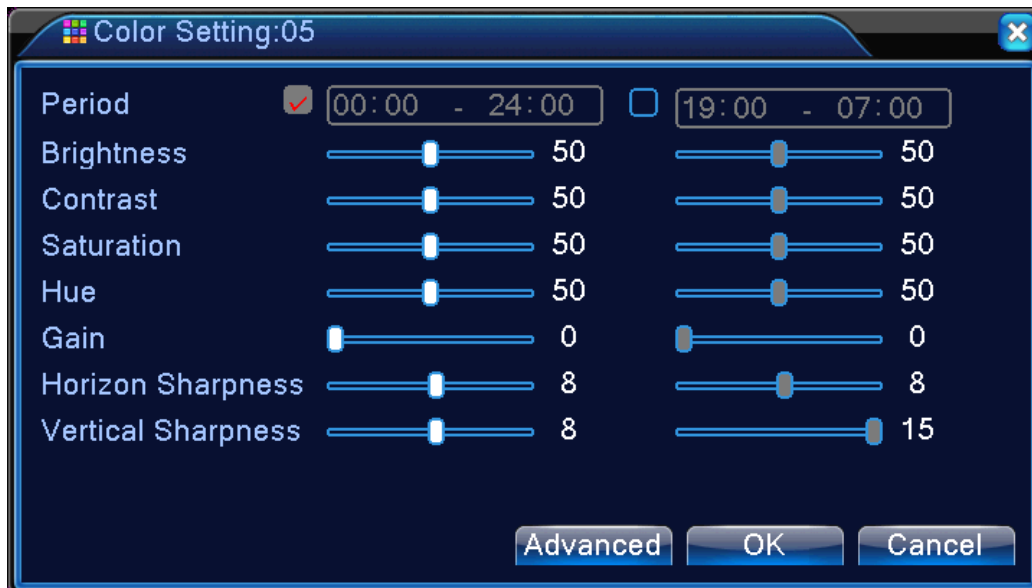 Color Setting:05
Period 00:00 - 24:00 19:00 - 07:00
Brightness 50 50
Contrast 50 50
Saturation 50 50
Hue 50 50
Gain 0 0
Horizon Sharpness 8 8
Vertical Sharpness 8 15
Advanced OK Cancel